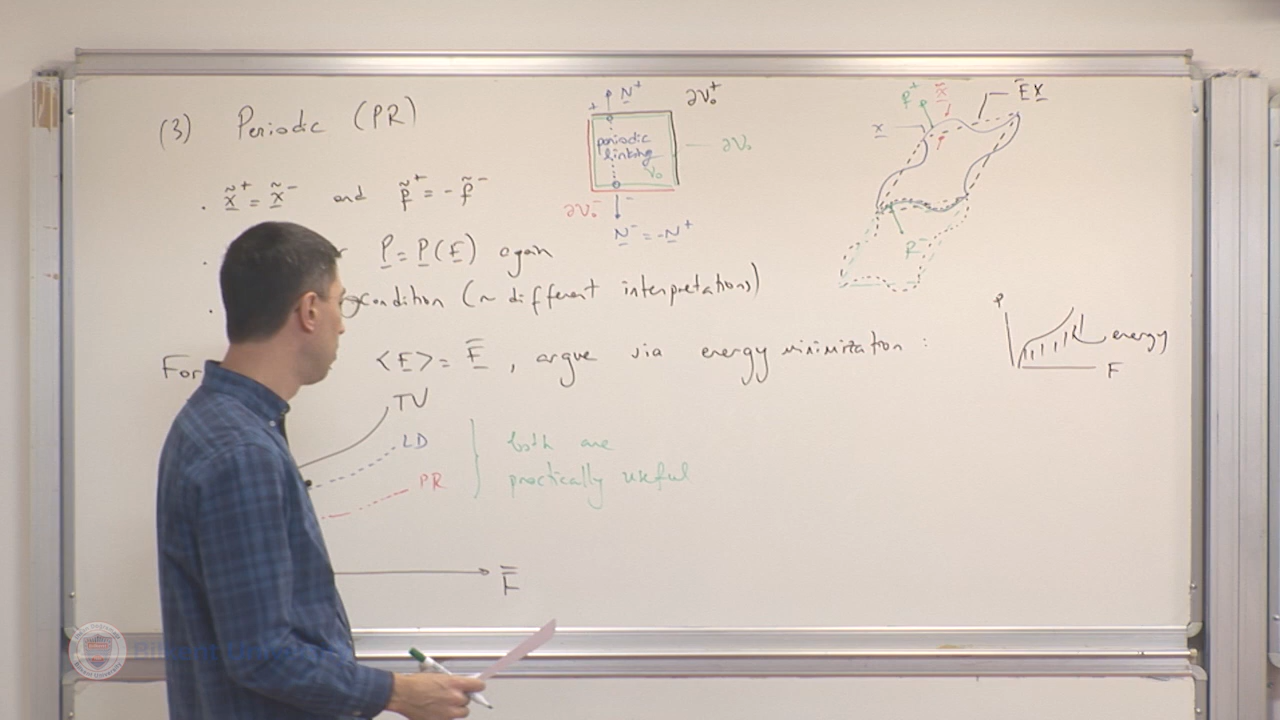 (3) Periodic (PR)
. x̃⁺ = x̃⁻ and p̃⁺ = - p̃⁻
. P = P(F) again
. condition (~ different interpretations)
For <F> = F̄, argue via energy minimization :
TV
LD
PR
both are
practically useful
F̄
+ N⁺
∂V₀⁺
periodic
linking
V₀
∂V₀
∂V₀⁻
-
N⁻ = -N⁺
p⁺
x̃
F̄X
x
P
energy
F